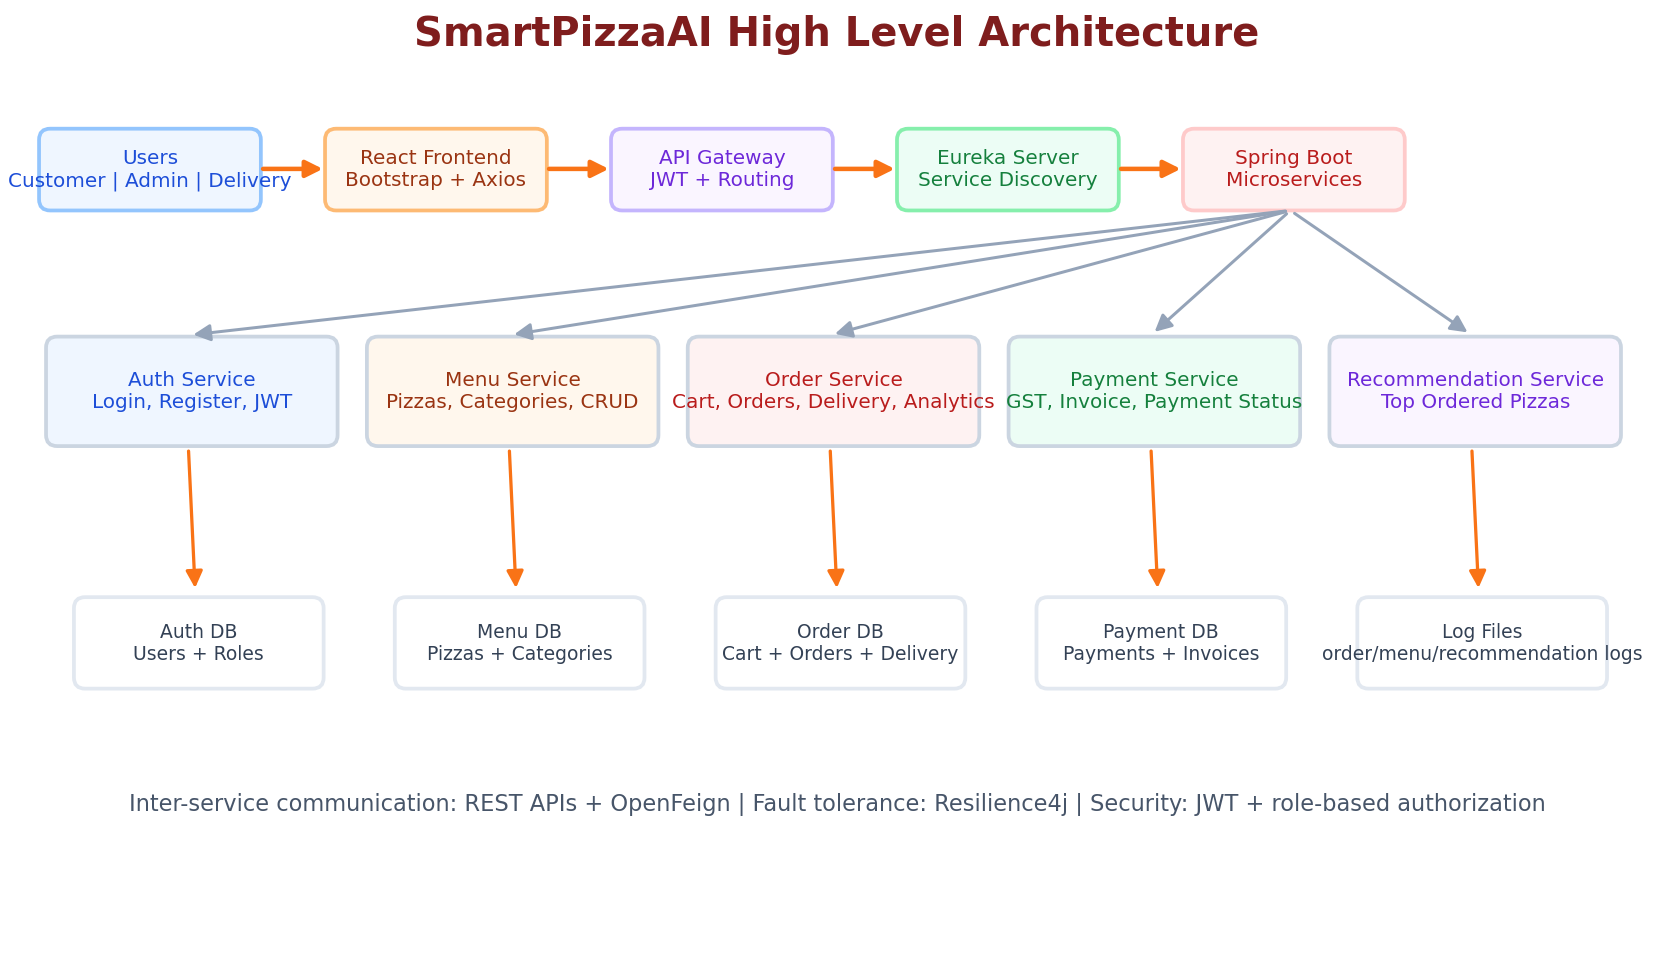 SmartPizzaAI High Level Architecture
Users
Customer | Admin | Delivery
React Frontend
Bootstrap + Axios
API Gateway
JWT + Routing
Eureka Server
Service Discovery
Spring Boot
Microservices
Auth Service
Login, Register, JWT
Menu Service
Pizzas, Categories, CRUD
Order Service
Cart, Orders, Delivery, Analytics
Payment Service
GST, Invoice, Payment Status
Recommendation Service
Top Ordered Pizzas
Auth DB
Users + Roles
Menu DB
Pizzas + Categories
Order DB
Cart + Orders + Delivery
Payment DB
Payments + Invoices
Log Files
order/menu/recommendation logs
Inter-service communication: REST APIs + OpenFeign | Fault tolerance: Resilience4j | Security: JWT + role-based authorization